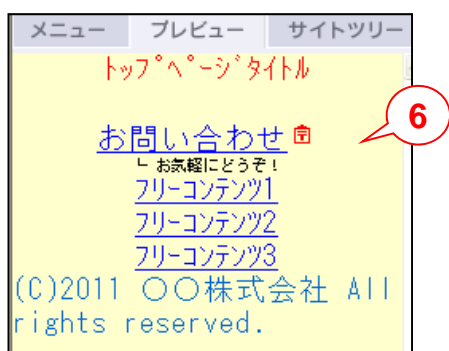 メニュー プレビュー サイトツリー
ﾄｯﾌﾟﾍﾟｰｼﾞﾀｲﾄﾙ
6
お問い合わせ
└ お気軽にどうぞ!
ﾌﾘｰｺﾝﾃﾝﾂ1
ﾌﾘｰｺﾝﾃﾝﾂ2
ﾌﾘｰｺﾝﾃﾝﾂ3
(C)2011 〇〇株式会社 All
rights reserved.